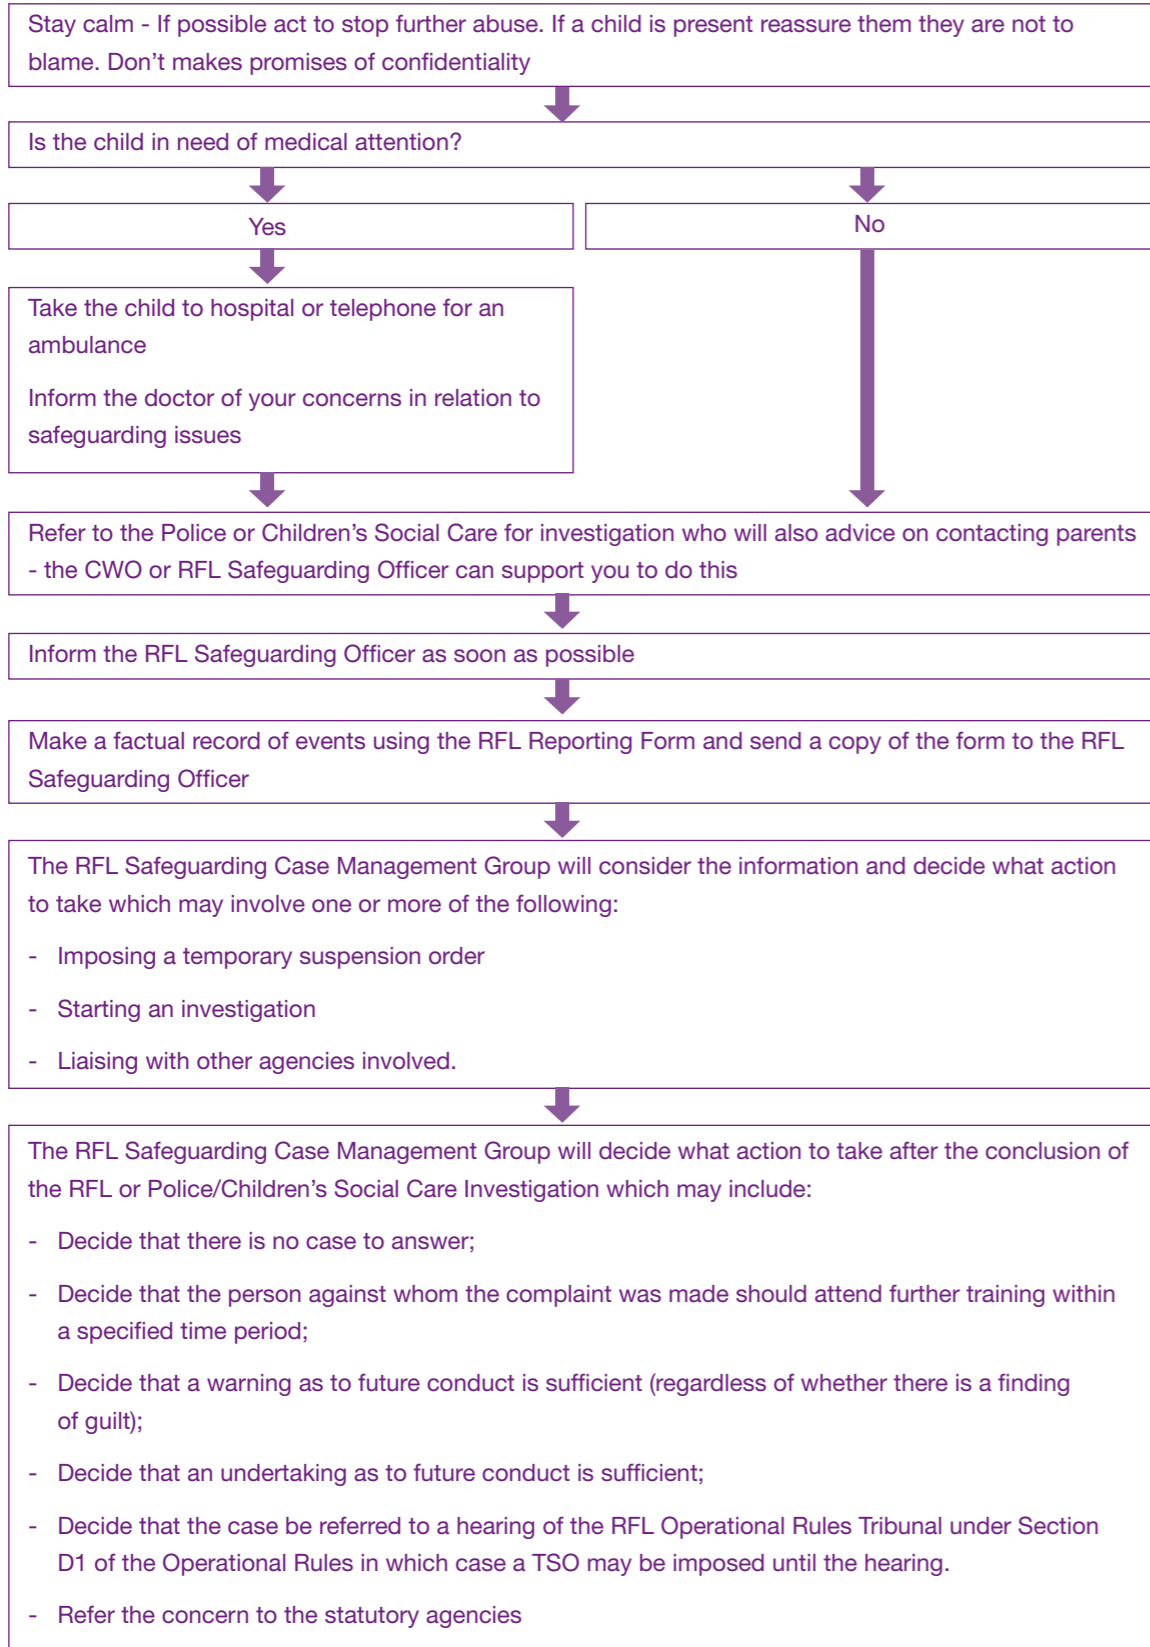 Stay calm - If possible act to stop further abuse. If a child is present reassure them they are not to
blame. Don’t makes promises of confidentiality
Is the child in need of medical attention?
Yes
No
Take the child to hospital or telephone for an
ambulance
Inform the doctor of your concerns in relation to
safeguarding issues
Refer to the Police or Children’s Social Care for investigation who will also advice on contacting parents
- the CWO or RFL Safeguarding Officer can support you to do this
Inform the RFL Safeguarding Officer as soon as possible
Make a factual record of events using the RFL Reporting Form and send a copy of the form to the RFL
Safeguarding Officer
The RFL Safeguarding Case Management Group will consider the information and decide what action
to take which may involve one or more of the following:
- Imposing a temporary suspension order
- Starting an investigation
- Liaising with other agencies involved.
The RFL Safeguarding Case Management Group will decide what action to take after the conclusion of
the RFL or Police/Children’s Social Care Investigation which may include:
- Decide that there is no case to answer;
- Decide that the person against whom the complaint was made should attend further training within
a specified time period;
- Decide that a warning as to future conduct is sufficient (regardless of whether there is a finding
of guilt);
- Decide that an undertaking as to future conduct is sufficient;
- Decide that the case be referred to a hearing of the RFL Operational Rules Tribunal under Section
D1 of the Operational Rules in which case a TSO may be imposed until the hearing.
- Refer the concern to the statutory agencies